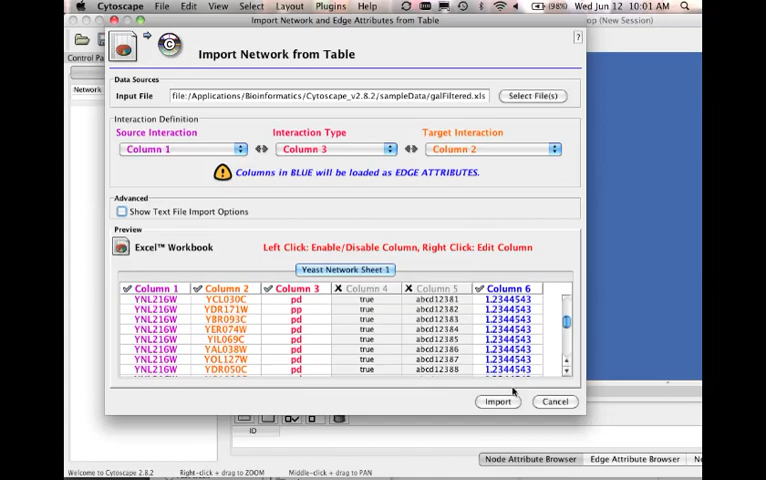 Cytoscape File Edit View Select Layout Plugins Help (98%) Wed Jun 12 10:01 AM
Import Network and Edge Attributes from Table
op (New Session)
Control Pa
Network
Import Network from Table
?
Data Sources
Input File file:/Applications/Bioinformatics/Cytoscape_v2.8.2/sampleData/galFiltered.xls Select File(s)
Interaction Definition
Source Interaction Interaction Type Target Interaction
Column 1 Column 3 Column 2
Columns in BLUE will be loaded as EDGE ATTRIBUTES.
Advanced
Show Text File Import Options
Preview
Excel™ Workbook Left Click: Enable/Disable Column, Right Click: Edit Column
Yeast Network Sheet 1
Column 1 Column 2 Column 3 Column 4 Column 5 Column 6
YNL216W YCL030C pd true abcd12381 1.2344543
YNL216W YDR171W pp true abcd12382 1.2344543
YNL216W YBR093C pd true abcd12383 1.2344543
YNL216W YER074W pd true abcd12384 1.2344543
YNL216W YIL069C pd true abcd12385 1.2344543
YNL216W YAL038W pd true abcd12386 1.2344543
YNL216W YOL127W pd true abcd12387 1.2344543
YNL216W YDR050C pd true abcd12388 1.2344543
Import Cancel
ID
Node Attribute Browser Edge Attribute Browser Ne
Welcome to Cytoscape 2.8.2 Right-click + drag to ZOOM Middle-click + drag to PAN